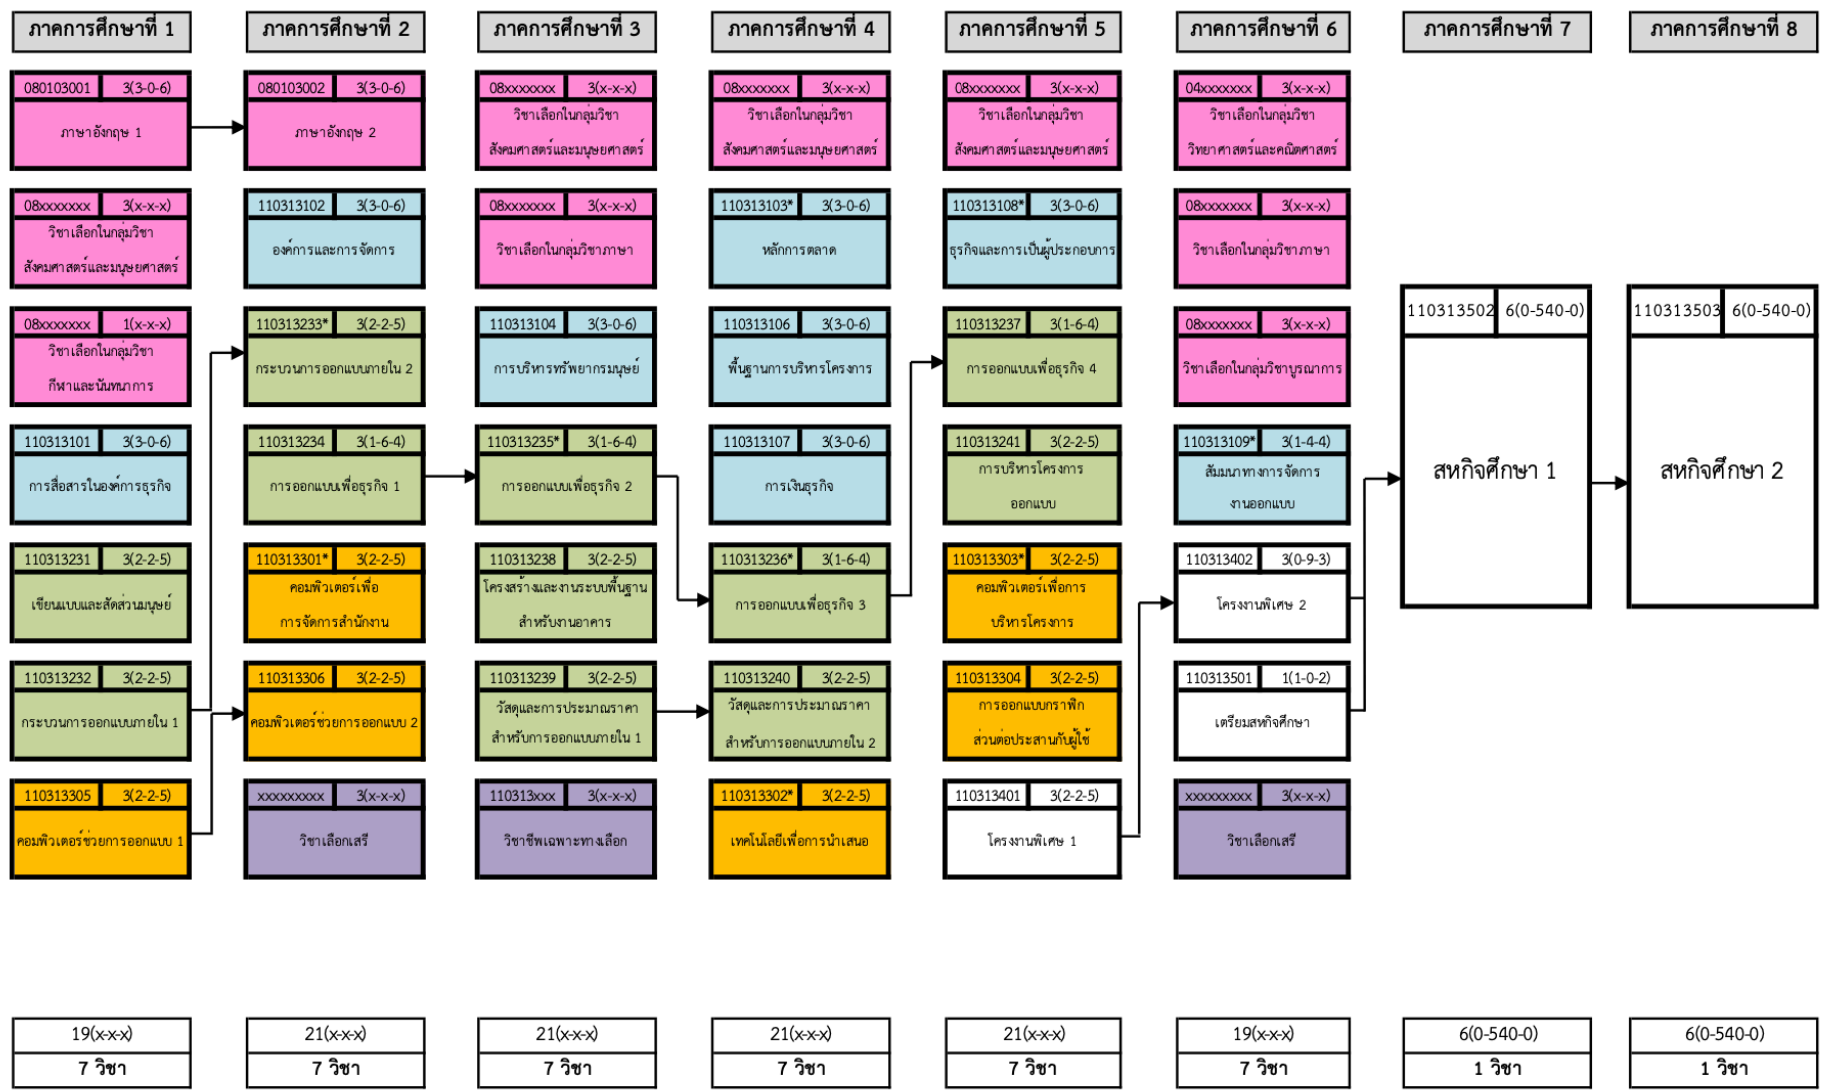 ภาคการศึกษาที่ 1
080103001 3(3-0-6)
ภาษาอังกฤษ 1
08xxxxxxx 3(x-x-x)
วิชาเลือกในกลุ่มวิชา
สังคมศาสตร์และมนุษยศาสตร์
08xxxxxxx 1(x-x-x)
วิชาเลือกในกลุ่มวิชา
กีฬาและนันทนาการ
110313101 3(3-0-6)
การสื่อสารในองค์การธุรกิจ
110313231 3(2-2-5)
เขียนแบบและสัดส่วนมนุษย์
110313232 3(2-2-5)
กระบวนการออกแบบภายใน 1
110313305 3(2-2-5)
คอมพิวเตอร์ช่วยการออกแบบ 1
19(x-x-x)
7 วิชา
ภาคการศึกษาที่ 2
080103002 3(3-0-6)
ภาษาอังกฤษ 2
110313102 3(3-0-6)
องค์การและการจัดการ
110313233* 3(2-2-5)
กระบวนการออกแบบภายใน 2
110313234 3(1-6-4)
การออกแบบเพื่อธุรกิจ 1
110313301* 3(2-2-5)
คอมพิวเตอร์เพื่อ
การจัดการสำนักงาน
110313306 3(2-2-5)
คอมพิวเตอร์ช่วยการออกแบบ 2
xxxxxxxxx 3(x-x-x)
วิชาเลือกเสรี
21(x-x-x)
7 วิชา
ภาคการศึกษาที่ 3
08xxxxxxx 3(x-x-x)
วิชาเลือกในกลุ่มวิชา
สังคมศาสตร์และมนุษยศาสตร์
08xxxxxxx 3(x-x-x)
วิชาเลือกในกลุ่มวิชาภาษา
110313104 3(3-0-6)
การบริหารทรัพยากรมนุษย์
110313235* 3(1-6-4)
การออกแบบเพื่อธุรกิจ 2
110313238 3(2-2-5)
โครงสร้างและงานระบบพื้นฐาน
สำหรับงานอาคาร
110313239 3(2-2-5)
วัสดุและการประมาณราคา
สำหรับการออกแบบภายใน 1
110313xxx 3(x-x-x)
วิชาชีพเฉพาะทางเลือก
21(x-x-x)
7 วิชา
ภาคการศึกษาที่ 4
08xxxxxxx 3(x-x-x)
วิชาเลือกในกลุ่มวิชา
สังคมศาสตร์และมนุษยศาสตร์
110313103* 3(3-0-6)
หลักการตลาด
110313106 3(3-0-6)
พื้นฐานการบริหารโครงการ
110313107 3(3-0-6)
การเงินธุรกิจ
110313236* 3(1-6-4)
การออกแบบเพื่อธุรกิจ 3
110313240 3(2-2-5)
วัสดุและการประมาณราคา
สำหรับการออกแบบภายใน 2
110313302* 3(2-2-5)
เทคโนโลยีเพื่อการนำเสนอ
21(x-x-x)
7 วิชา
ภาคการศึกษาที่ 5
08xxxxxxx 3(x-x-x)
วิชาเลือกในกลุ่มวิชา
สังคมศาสตร์และมนุษยศาสตร์
110313108* 3(3-0-6)
ธุรกิจและการเป็นผู้ประกอบการ
110313237 3(1-6-4)
การออกแบบเพื่อธุรกิจ 4
110313241 3(2-2-5)
การบริหารโครงการ
ออกแบบ
110313303* 3(2-2-5)
คอมพิวเตอร์เพื่อการ
บริหารโครงการ
110313304 3(2-2-5)
การออกแบบกราฟิก
ส่วนต่อประสานกับผู้ใช้
110313401 3(2-2-5)
โครงงานพิเศษ 1
21(x-x-x)
7 วิชา
ภาคการศึกษาที่ 6
04xxxxxxx 3(x-x-x)
วิชาเลือกในกลุ่มวิชา
วิทยาศาสตร์และคณิตศาสตร์
08xxxxxxx 3(x-x-x)
วิชาเลือกในกลุ่มวิชาภาษา
08xxxxxxx 3(x-x-x)
วิชาเลือกในกลุ่มวิชาบูรณาการ
110313109* 3(1-4-4)
สัมมนาทางการจัดการ
งานออกแบบ
110313402 3(0-9-3)
โครงงานพิเศษ 2
110313501 1(1-0-2)
เตรียมสหกิจศึกษา
xxxxxxxxx 3(x-x-x)
วิชาเลือกเสรี
19(x-x-x)
7 วิชา
ภาคการศึกษาที่ 7
110313502 6(0-540-0)
สหกิจศึกษา 1
6(0-540-0)
1 วิชา
ภาคการศึกษาที่ 8
110313503 6(0-540-0)
สหกิจศึกษา 2
6(0-540-0)
1 วิชา